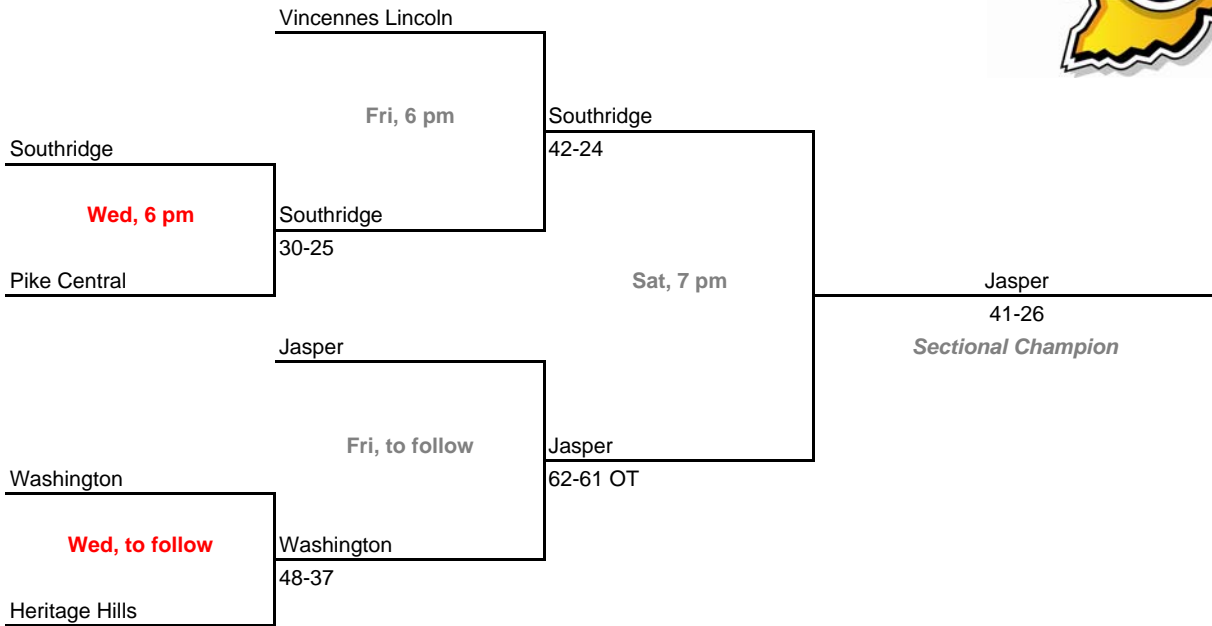 Vincennes Lincoln
Fri, 6 pm
Southridge
Southridge
42-24
Wed, 6 pm
Southridge
30-25
Pike Central
Sat, 7 pm
Jasper
41-26
Jasper
Sectional Champion
Fri, to follow
Jasper
Washington
62-61 OT
Wed, to follow
Washington
48-37
Heritage Hills